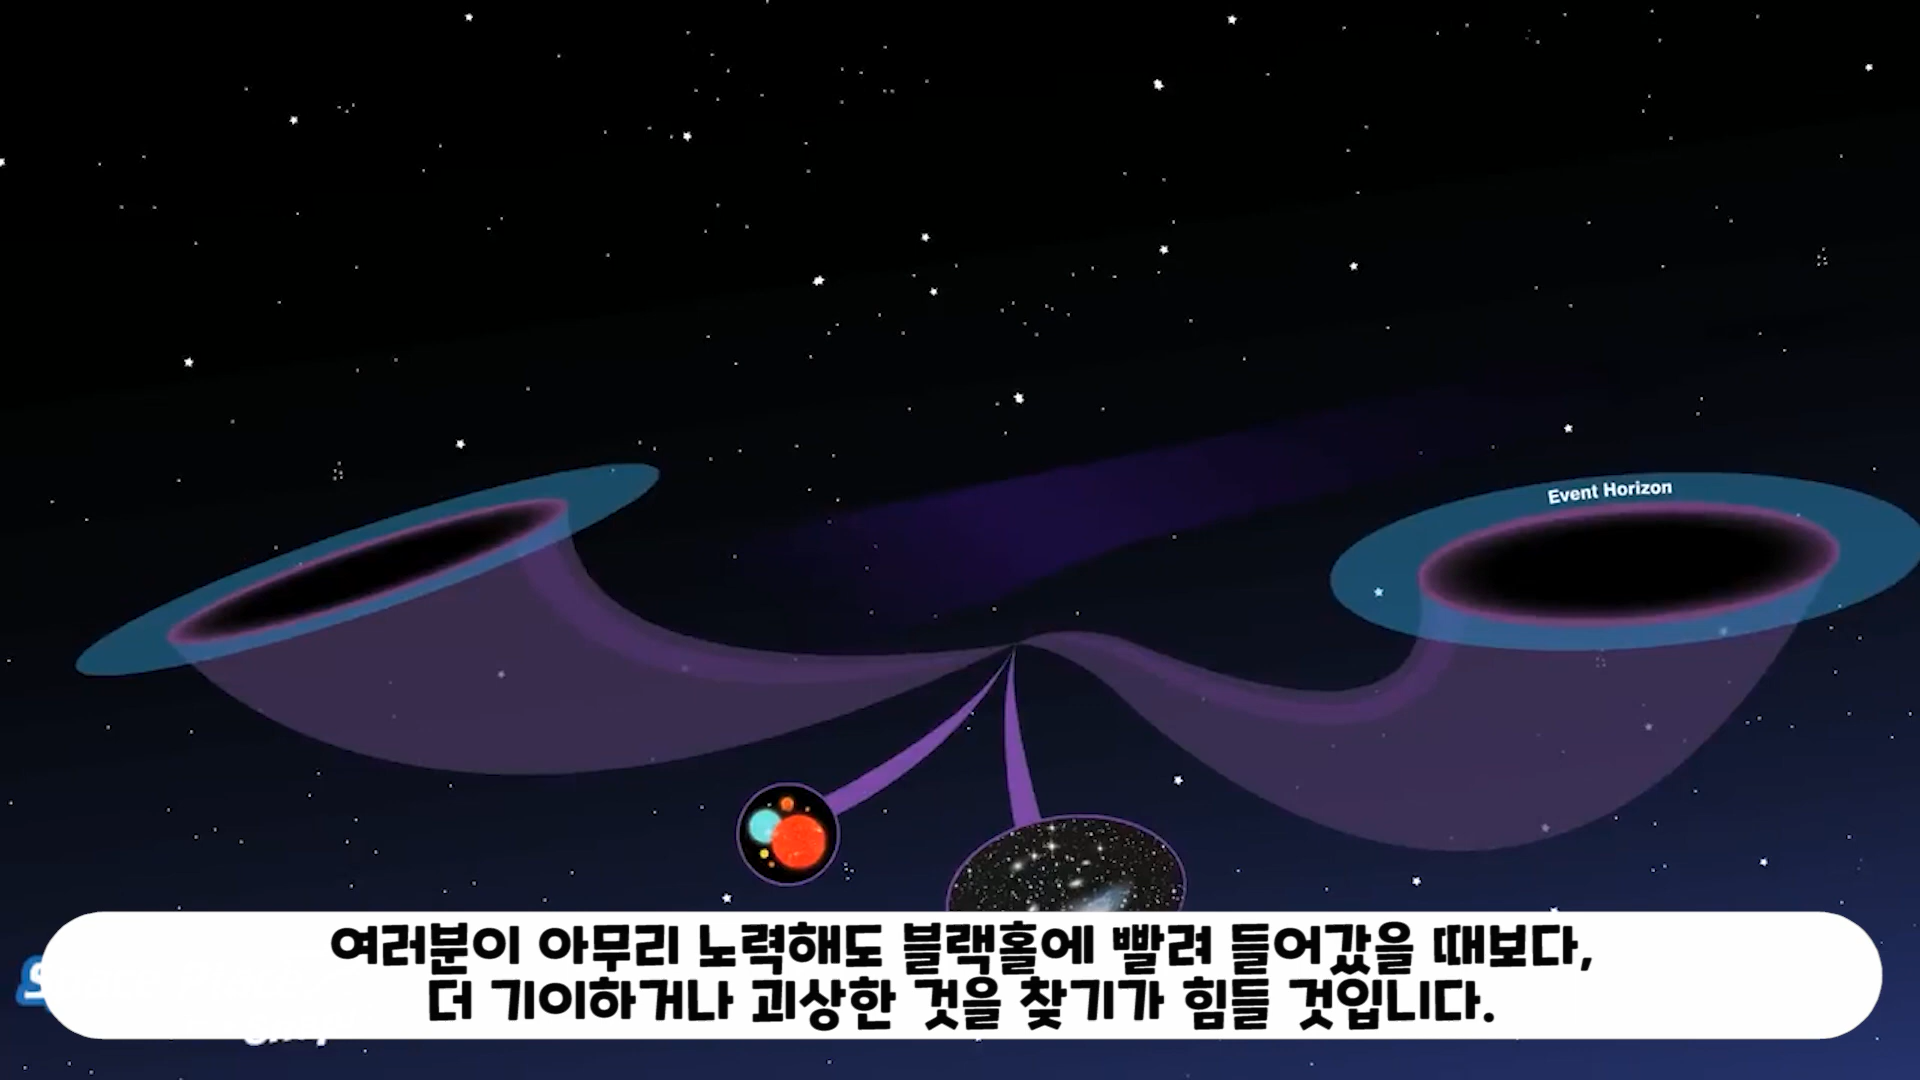 Event Horizon
여러분이 아무리 노력해도 블랙홀에 빨려 들어갔을 때보다,
더 기이하거나 괴상한 것을 찾기가 힘들 것입니다.